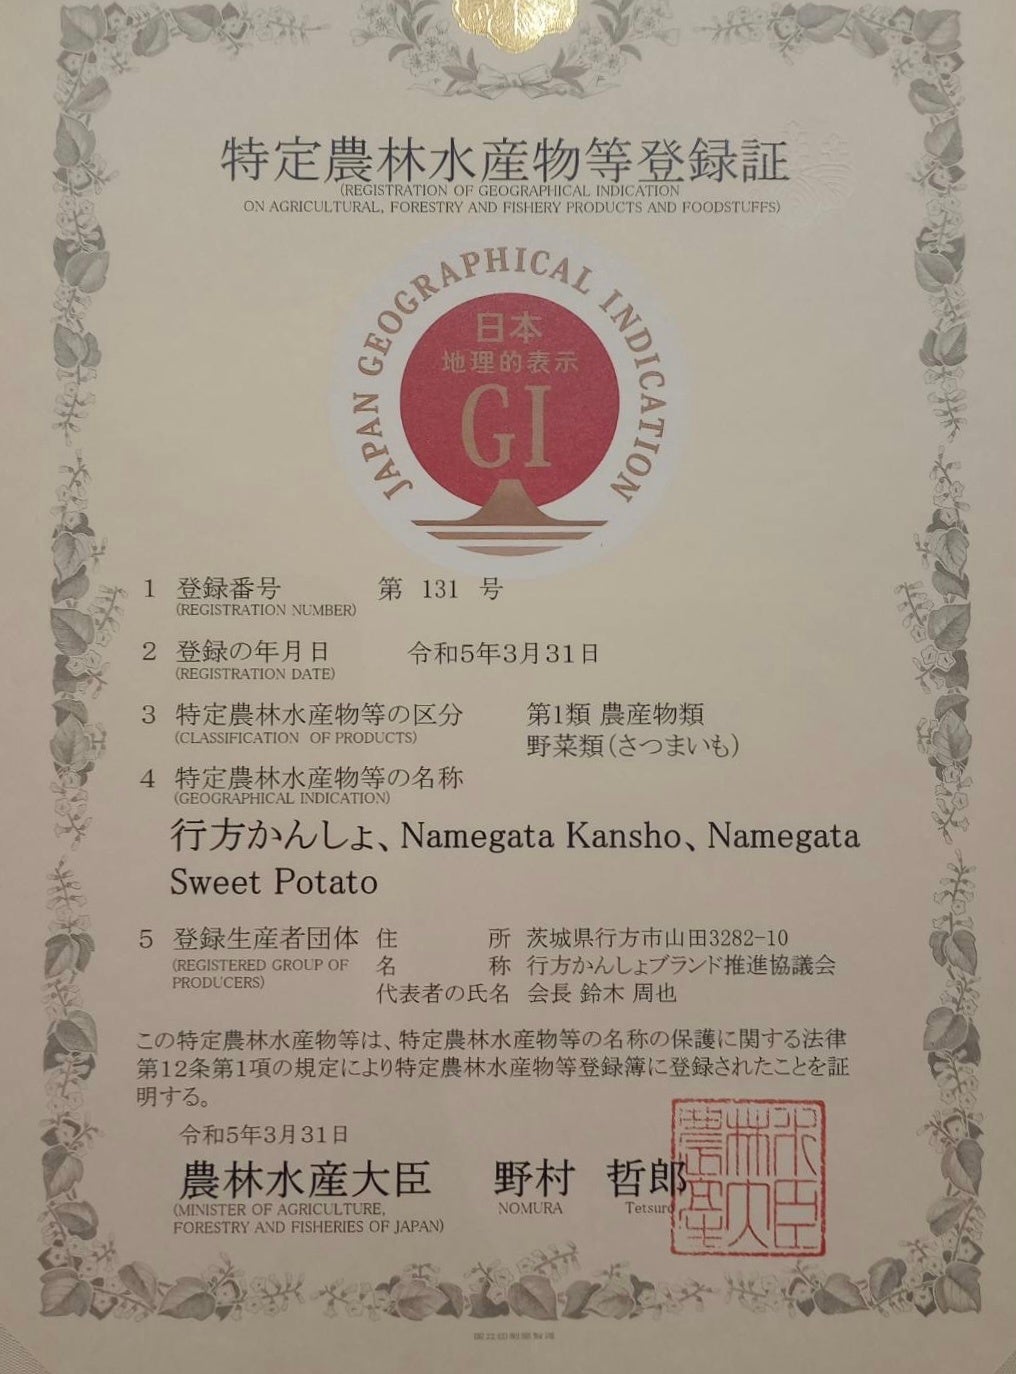 特定農林水産物等登録証
(REGISTRATION OF GEOGRAPHICAL INDICATION
ON AGRICULTURAL, FORESTRY AND FISHERY PRODUCTS AND FOODSTUFFS)
JAPAN GEOGRAPHICAL INDICATION
日本
地理的表示
GI
1 登録番号 第 131 号
(REGISTRATION NUMBER)
2 登録の年月日 令和5年3月31日
(REGISTRATION DATE)
3 特定農林水産物等の区分 第1類 農産物類
(CLASSIFICATION OF PRODUCTS) 野菜類(さつまいも)
4 特定農林水産物等の名称
(GEOGRAPHICAL INDICATION)
行方かんしょ、Namegata Kansho、Namegata
Sweet Potato
5 登録生産者団体 住 所 茨城県行方市山田3282-10
(REGISTERED GROUP OF 名 称 行方かんしょブランド推進協議会
PRODUCERS)
代表者の氏名 会長 鈴木 周也
この特定農林水産物等は、特定農林水産物等の名称の保護に関する法律
第12条第1項の規定により特定農林水産物等登録簿に登録されたことを証
明する。
令和5年3月31日
農林水産大臣 野村 哲郎
(MINISTER OF AGRICULTURE, NOMURA Tetsuro
FORESTRY AND FISHERIES OF JAPAN)
農林水産大臣